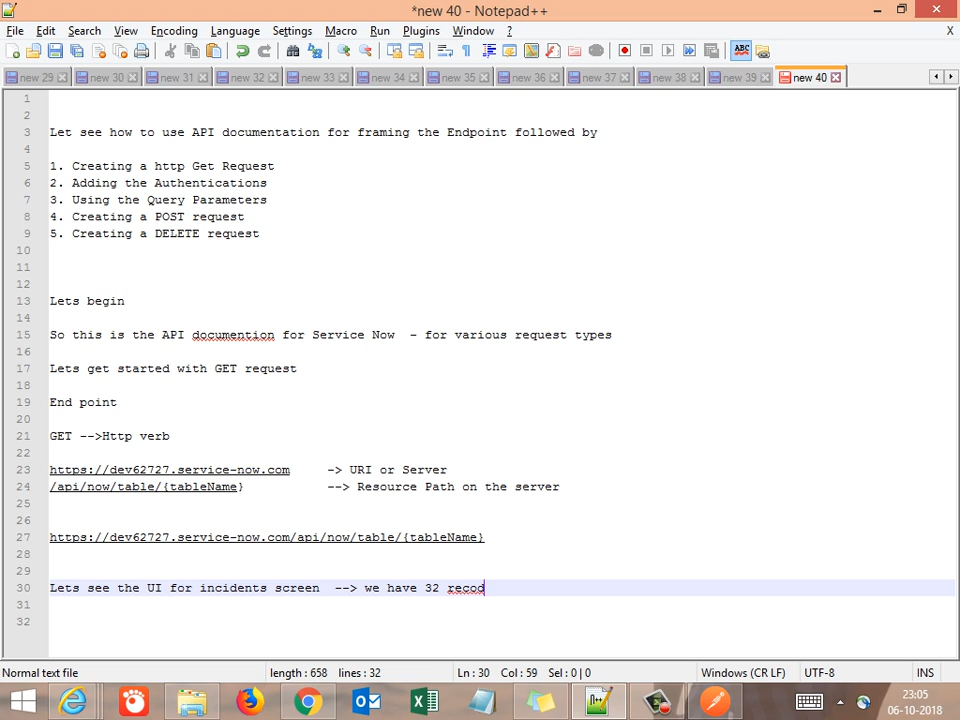 *new 40 - Notepad++
File Edit Search View Encoding Language Settings Macro Run Plugins Window ? X
new 29 new 30 new 31 new 32 new 33 new 34 new 35 new 36 new 37 new 38 new 39 new 40
1
2
3 Let see how to use API documentation for framing the Endpoint followed by
4
5 1. Creating a http Get Request
6 2. Adding the Authentications
7 3. Using the Query Parameters
8 4. Creating a POST request
9 5. Creating a DELETE request
10
11
12
13 Lets begin
14
15 So this is the API documention for Service Now - for various request types
16
17 Lets get started with GET request
18
19 End point
20
21 GET -->Http verb
22
23 https://dev62727.service-now.com -> URI or Server
24 /api/now/table/{tableName} --> Resource Path on the server
25
26
27 https://dev62727.service-now.com/api/now/table/{tableName}
28
29
30 Lets see the UI for incidents screen --> we have 32 recod
31
32
Normal text file length : 658 lines : 32 Ln : 30 Col : 59 Sel : 0 | 0 Windows (CR LF) UTF-8 INS
23:05
06-10-2018